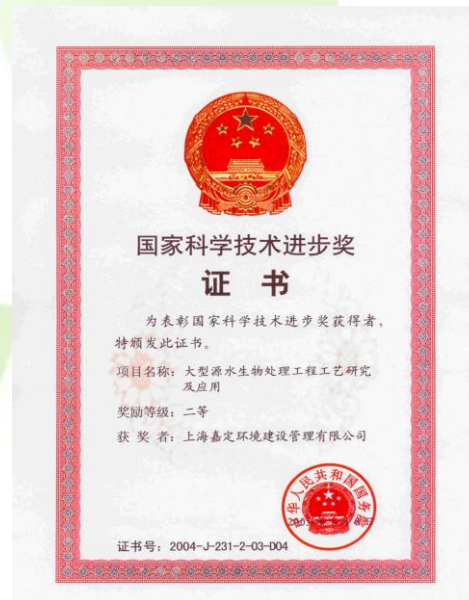 国家科学技术进步奖
证 书
为表彰国家科学技术进步奖获得者，
特颁发此证书。
项目名称：大型源水生物处理工程工艺研究
及应用
奖励等级：二等
获 奖 者：上海嘉定环境建设管理有限公司
中华人民共和国国务院
证书号：2004-J-231-2-03-D04